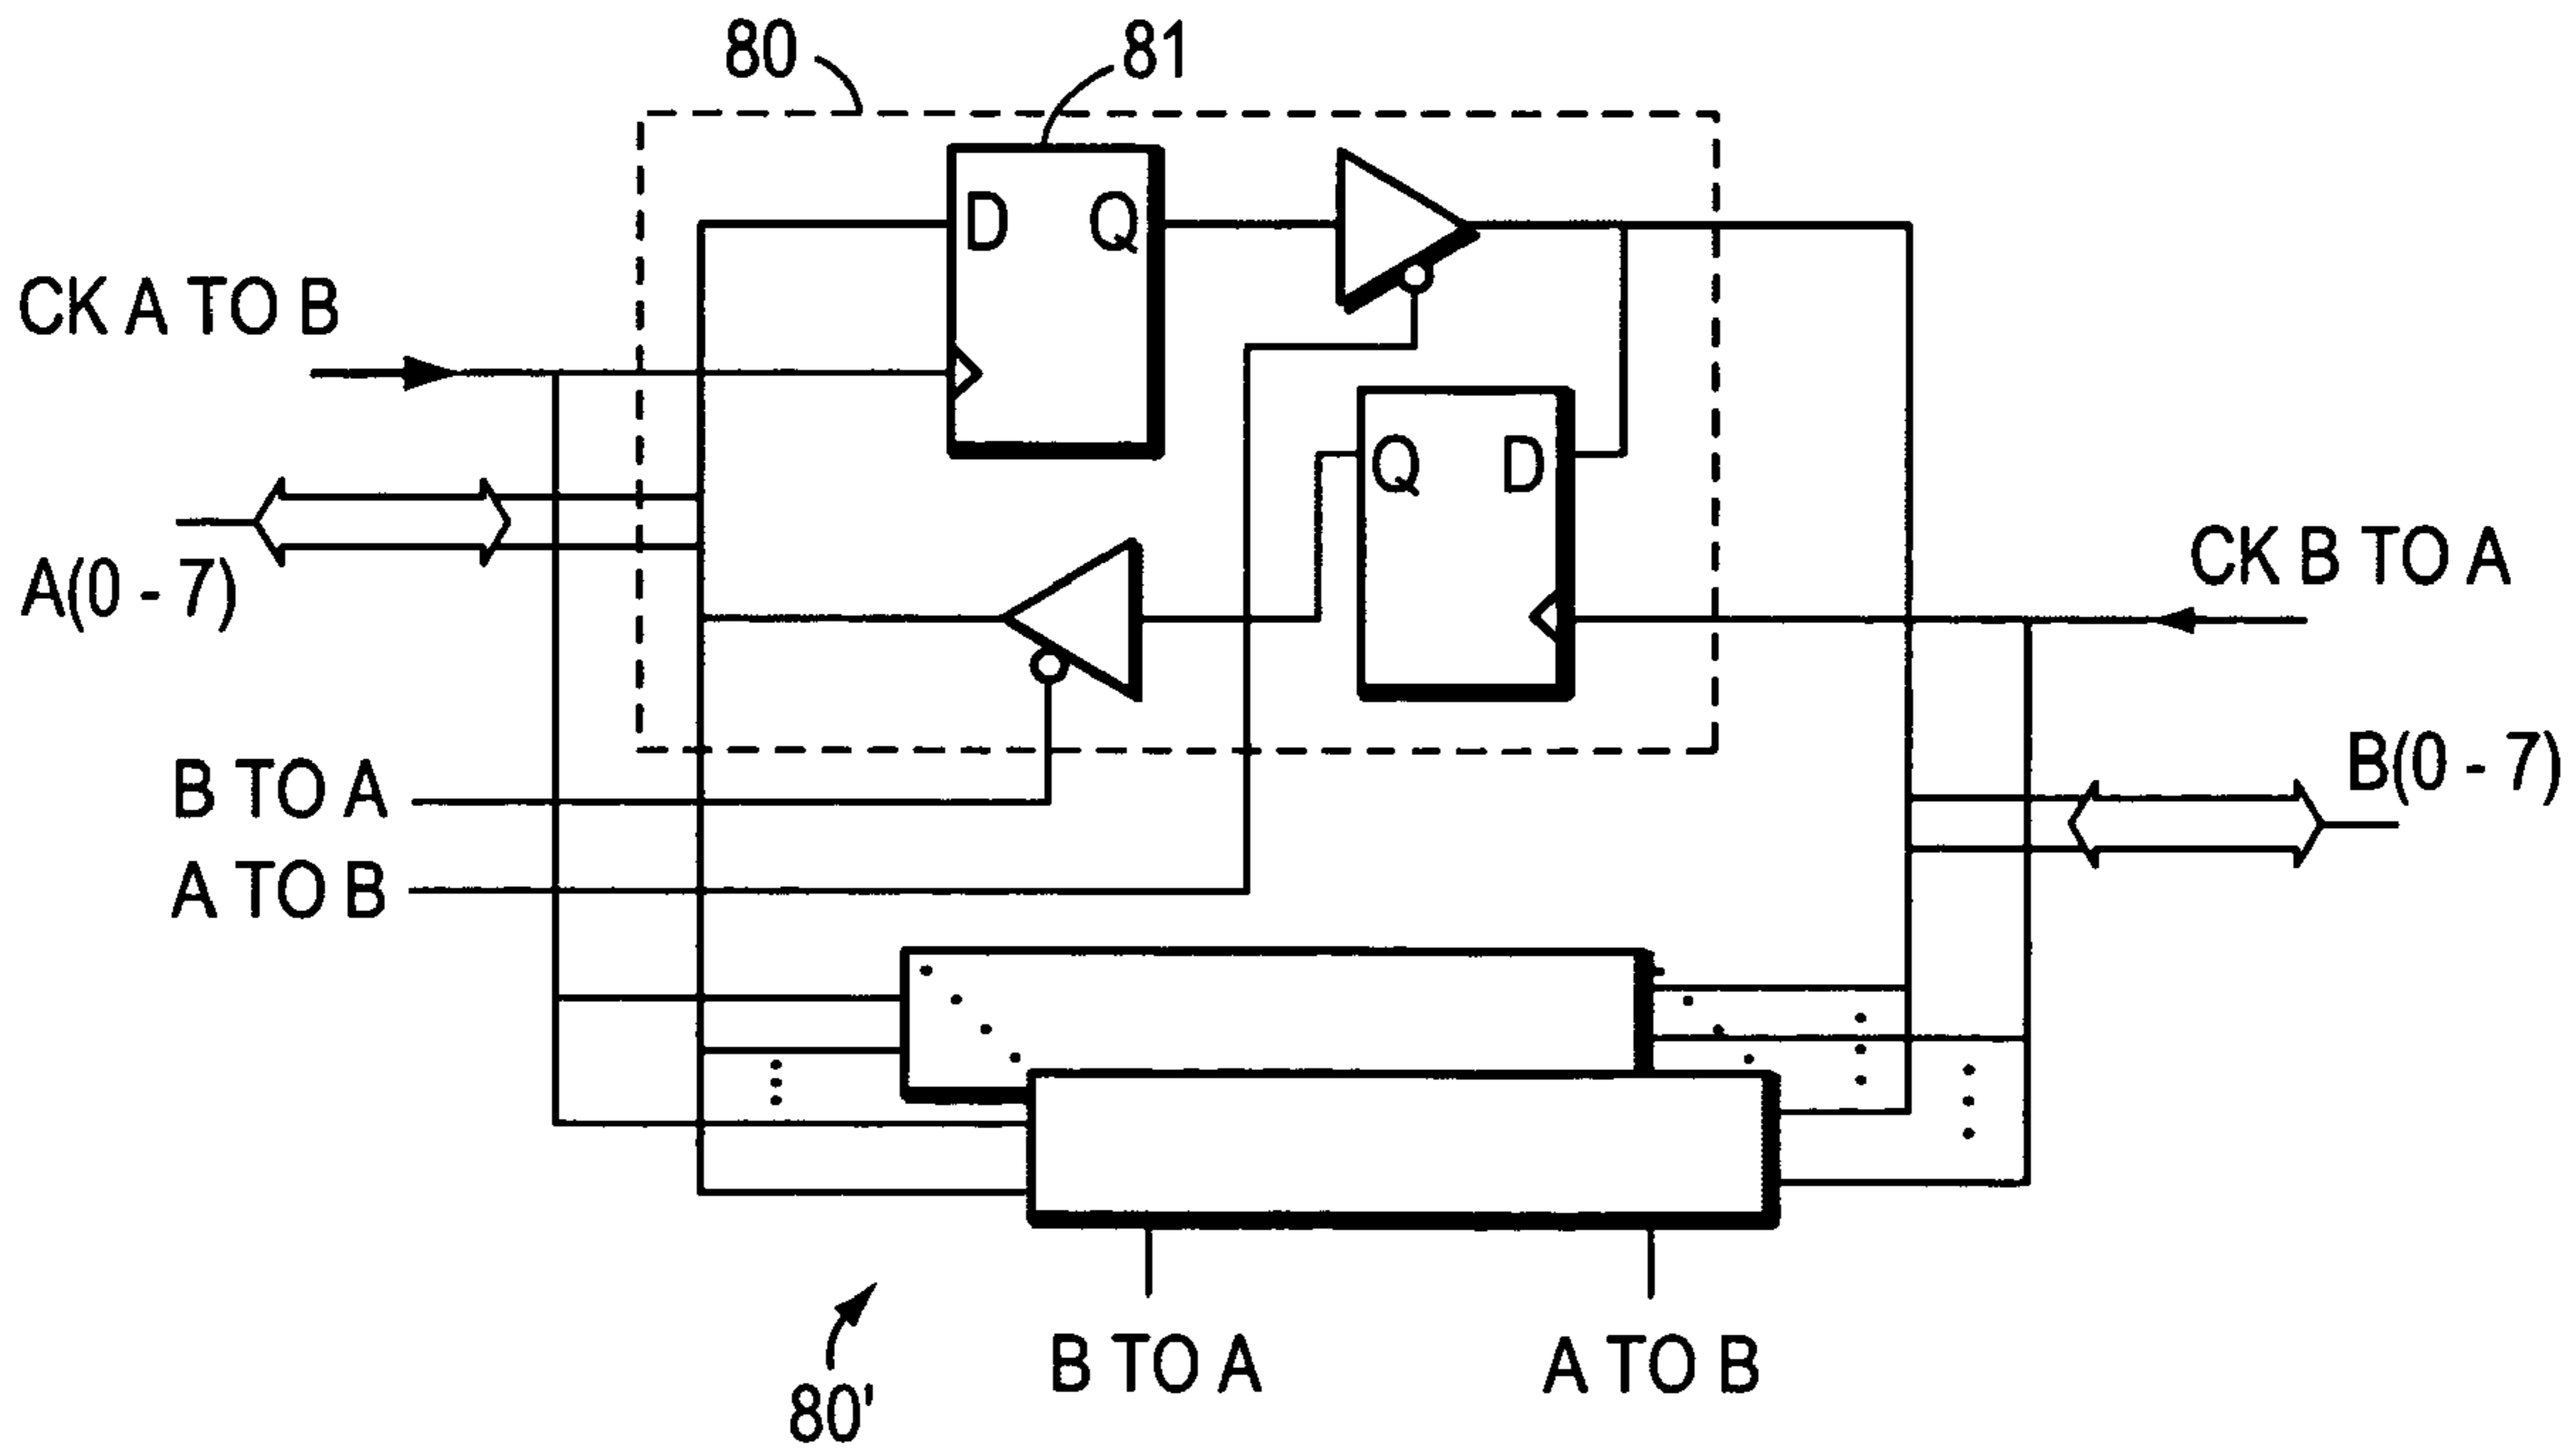 80
81
D
Q
CK A TO B
Q
D
CK B TO A
A(0 - 7)
B TO A
B(0 - 7)
A TO B
B TO A
A TO B
80'